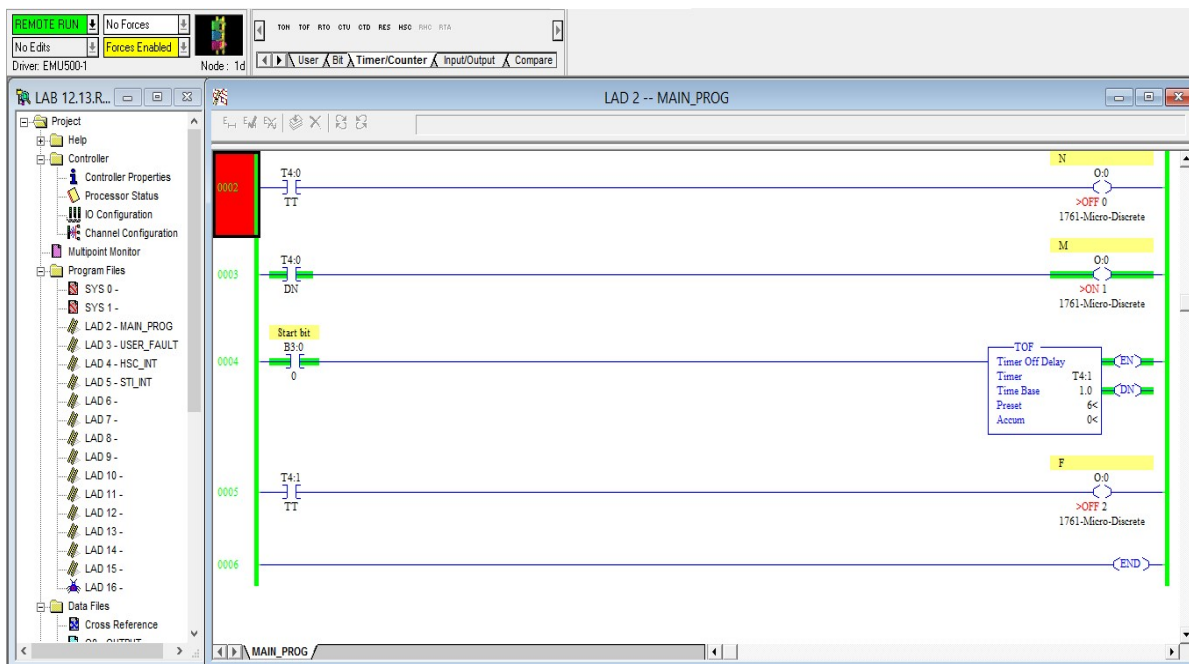 REMOTE RUN
No Forces
No Edits
Forces Enabled
Driver: EMU500-1
Node: 1d
TON TOF RTO CTU CTD RES HSC RHC RTA
User Bit Timer/Counter Input/Output Compare
LAB 12.13.R...
Project
Help
Controller
Controller Properties
Processor Status
IO Configuration
Channel Configuration
Multipoint Monitor
Program Files
SYS 0 -
SYS 1 -
LAD 2 - MAIN_PROG
LAD 3 - USER_FAULT
LAD 4 - HSC_INT
LAD 5 - STI_INT
LAD 6 -
LAD 7 -
LAD 8 -
LAD 9 -
LAD 10 -
LAD 11 -
LAD 12 -
LAD 13 -
LAD 14 -
LAD 15 -
LAD 16 -
Data Files
Cross Reference
LAD 2 -- MAIN_PROG
N
0002
T4:0
TT
O:0
>OFF 0
1761-Micro-Discrete
M
0003
T4:0
DN
O:0
>ON 1
1761-Micro-Discrete
Start bit
B3:0
0004
0
TOF
Timer Off Delay
Timer T4:1
Time Base 1.0
Preset 6<
Accum 0<
EN
DN
F
0005
T4:1
TT
O:0
>OFF 2
1761-Micro-Discrete
0006
END
MAIN_PROG